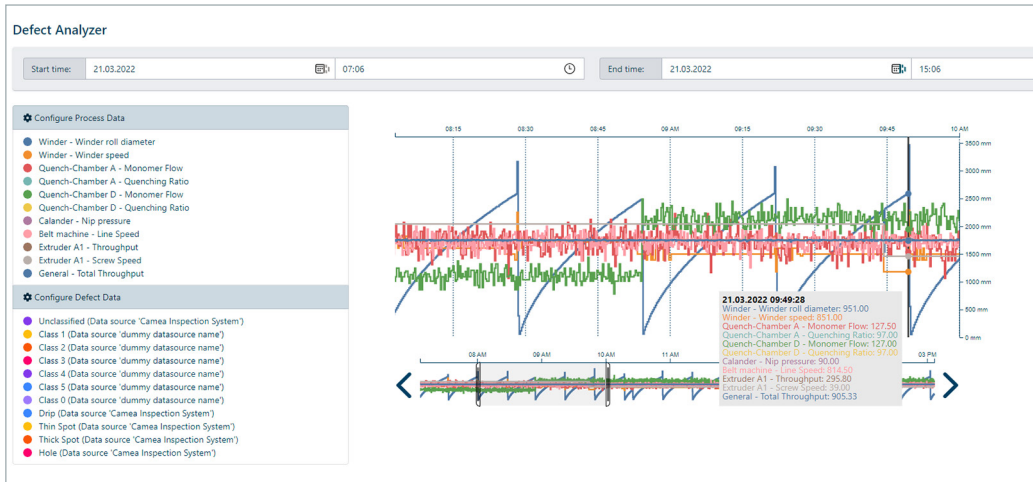 Defect Analyzer
Start time: 21.03.2022 07:06 End time: 21.03.2022 15:06
Configure Process Data
Winder - Winder roll diameter
Winder - Winder speed
Quench-Chamber A - Monomer Flow
Quench-Chamber A - Quenching Ratio
Quench-Chamber D - Monomer Flow
Quench-Chamber D - Quenching Ratio
Calander - Nip pressure
Belt machine - Line Speed
Extruder A1 - Throughput
Extruder A1 - Screw Speed
General - Total Throughput
Configure Defect Data
Unclassified (Data source 'Camea Inspection System')
Class 1 (Data source 'dummy datasource name')
Class 2 (Data source 'dummy datasource name')
Class 3 (Data source 'dummy datasource name')
Class 4 (Data source 'dummy datasource name')
Class 5 (Data source 'dummy datasource name')
Class 0 (Data source 'dummy datasource name')
Drip (Data source 'Camea Inspection System')
Thin Spot (Data source 'Camea Inspection System')
Thick Spot (Data source 'Camea Inspection System')
Hole (Data source 'Camea Inspection System')
08:15 08:30 08:45 09 AM 09:15 09:30 09:45 10 AM
3500 mm
3000 mm
2500 mm
2000 mm
1500 mm
1000 mm
500 mm
0 mm
21.03.2022 09:49:28
Winder - Winder roll diameter: 951.00
Winder - Winder speed: 851.00
Quench-Chamber A - Monomer Flow: 127.50
Quench-Chamber A - Quenching Ratio: 97.00
Quench-Chamber D - Monomer Flow: 127.00
Quench-Chamber D - Quenching Ratio: 97.00
Calander - Nip pressure: 90.00
Belt machine - Line Speed: 814.50
Extruder A1 - Throughput: 295.80
Extruder A1 - Screw Speed: 39.00
General - Total Throughput: 905.33
08 AM 09 AM 10 AM 11 AM 03 PM